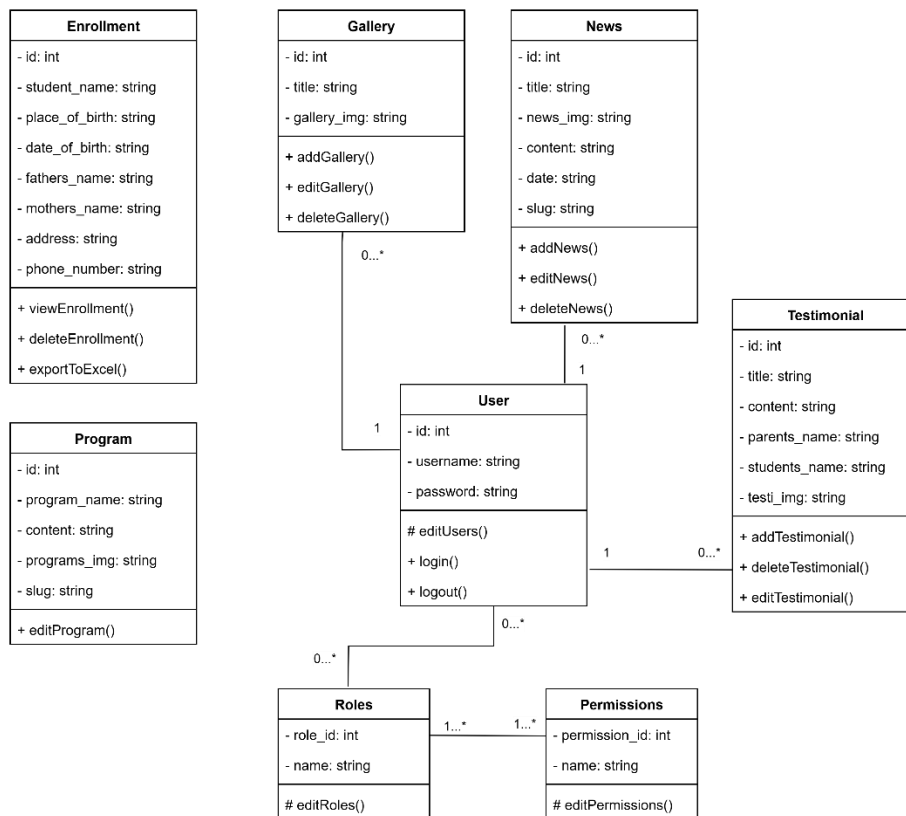 Enrollment
- id: int
- student_name: string
- place_of_birth: string
- date_of_birth: string
- fathers_name: string
- mothers_name: string
- address: string
- phone_number: string
+ viewEnrollment()
+ deleteEnrollment()
+ exportToExcel()
Gallery
- id: int
- title: string
- gallery_img: string
+ addGallery()
+ editGallery()
+ deleteGallery()
0...*
1
News
- id: int
- title: string
- news_img: string
- content: string
- date: string
- slug: string
+ addNews()
+ editNews()
+ deleteNews()
0...*
1
Testimonial
- id: int
- title: string
- content: string
- parents_name: string
- students_name: string
- testi_img: string
+ addTestimonial()
+ deleteTestimonial()
+ editTestimonial()
Program
- id: int
- program_name: string
- content: string
- programs_img: string
- slug: string
+ editProgram()
User
- id: int
- username: string
- password: string
# editUsers()
+ login()
+ logout()
1
0...*
0...*
0...*
Roles
- role_id: int
- name: string
# editRoles()
1...*
1...*
Permissions
- permission_id: int
- name: string
# editPermissions()